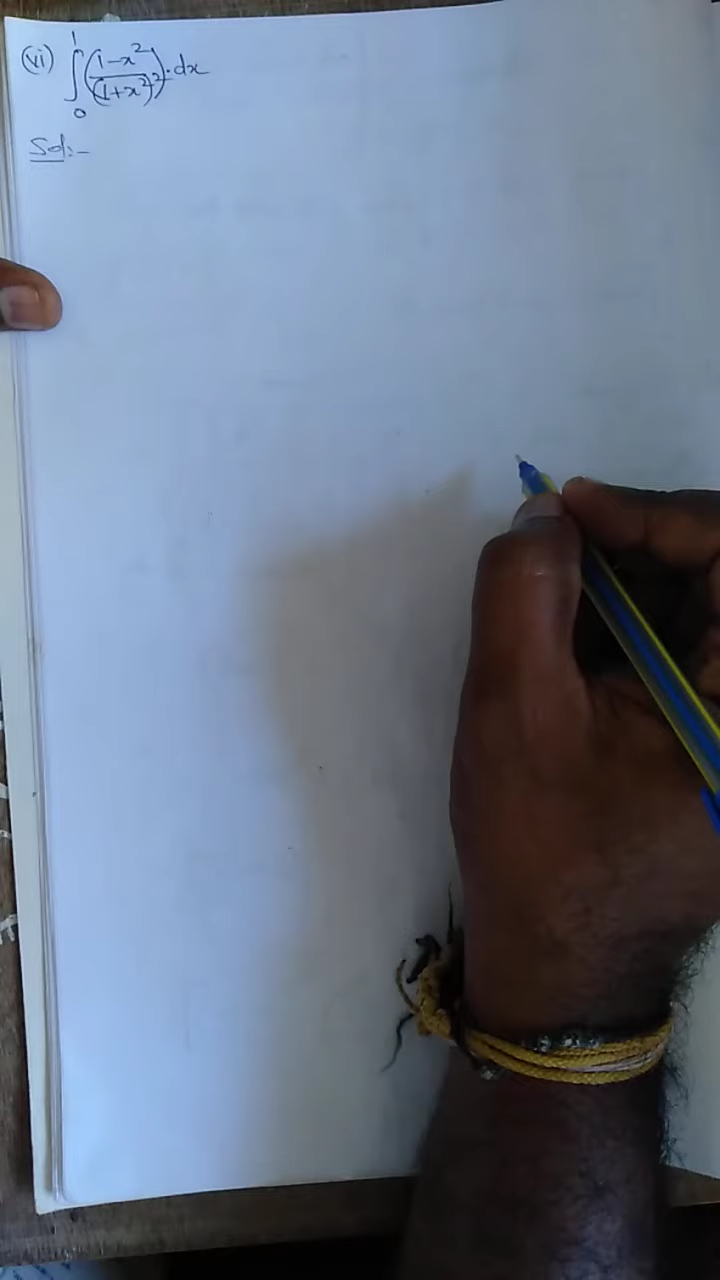 (vi) ∫₀¹ ((1-x²)/(1+x²)²).dx
Sol:-